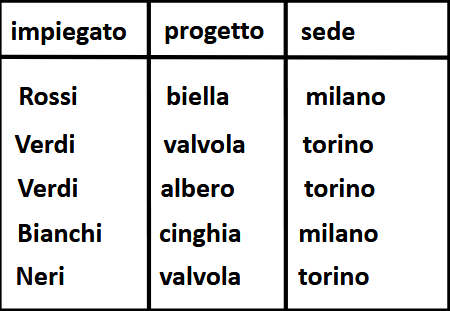 impiegato progetto sede
Rossi biella milano
Verdi valvola torino
Verdi albero torino
Bianchi cinghia milano
Neri valvola torino